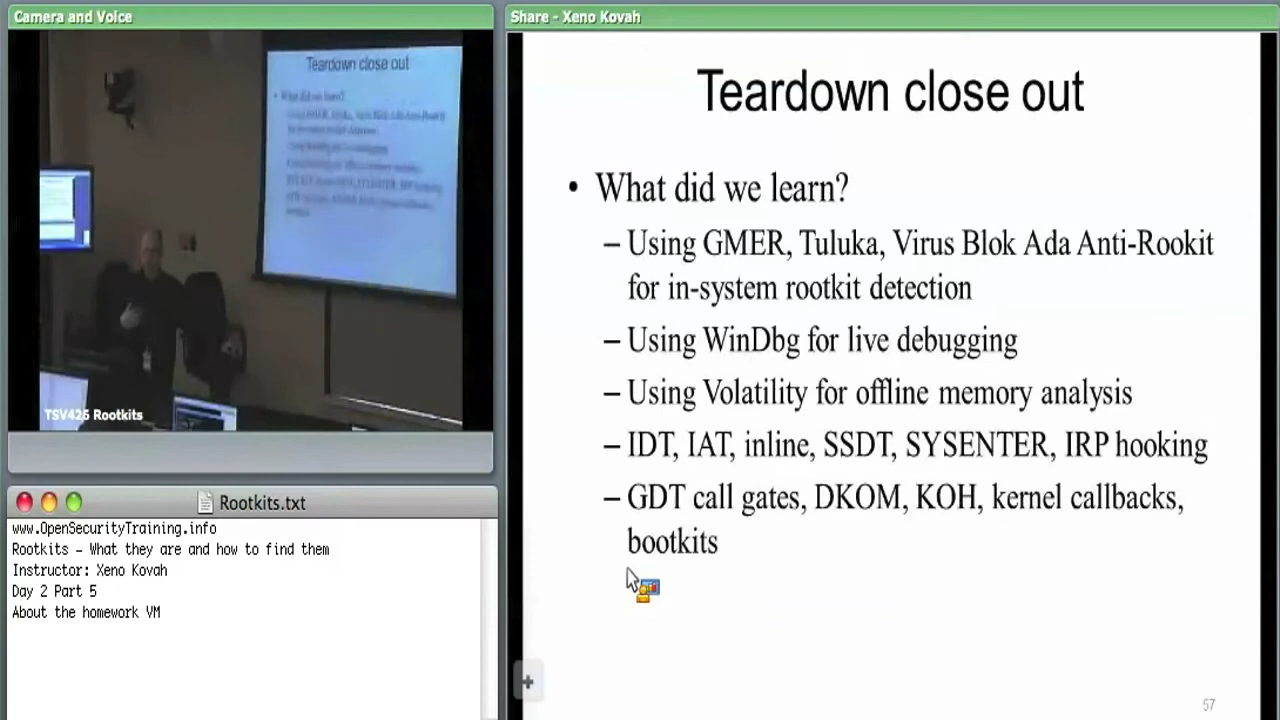 Camera and Voice
Teardown close out
What did we learn?
TSV426 Rootkits
Rootkits.txt
www.OpenSecurityTraining.info
Rootkits – What they are and how to find them
Instructor: Xeno Kovah
Day 2 Part 5
About the homework VM
Share - Xeno Kovah
Teardown close out
• What did we learn?
– Using GMER, Tuluka, Virus Blok Ada Anti-Rookit
for in-system rootkit detection
– Using WinDbg for live debugging
– Using Volatility for offline memory analysis
– IDT, IAT, inline, SSDT, SYSENTER, IRP hooking
– GDT call gates, DKOM, KOH, kernel callbacks,
bootkits
57